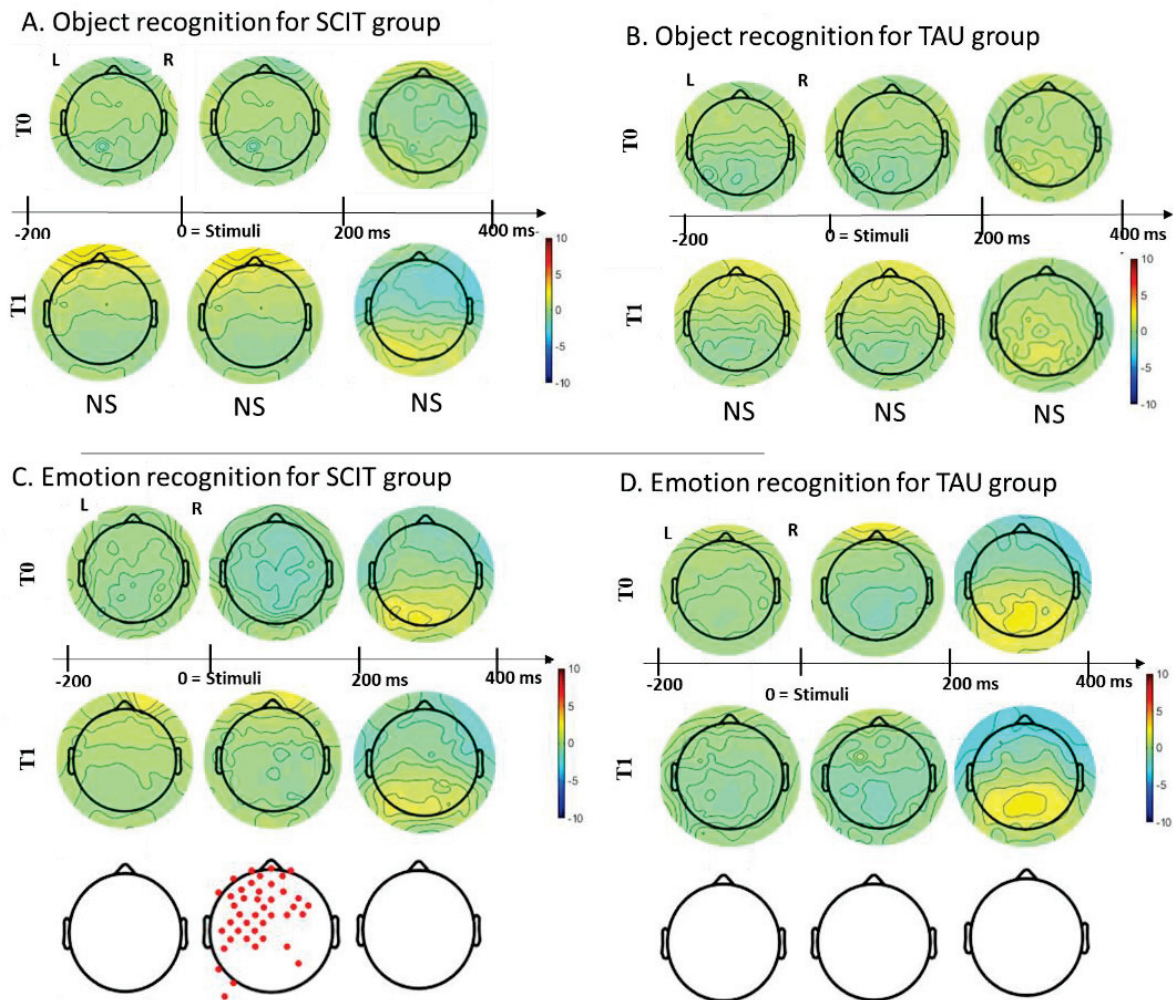 A. Object recognition for SCIT group
L R
T0
-200 0 = Stimuli 200 ms 400 ms-
T1
10
5
0
-5
-10
NS NS NS
B. Object recognition for TAU group
L R
T0
-200 0 = Stimuli 200 ms 400 ms
T1
10
5
0
-5
-10
NS NS NS
C. Emotion recognition for SCIT group
L R
T0
-200 0 = Stimuli 200 ms 400 ms
T1
10
5
0
-5
-10
D. Emotion recognition for TAU group
L R
T0
-200 0 = Stimuli 200 ms 400 ms
T1
10
5
0
-5
-10